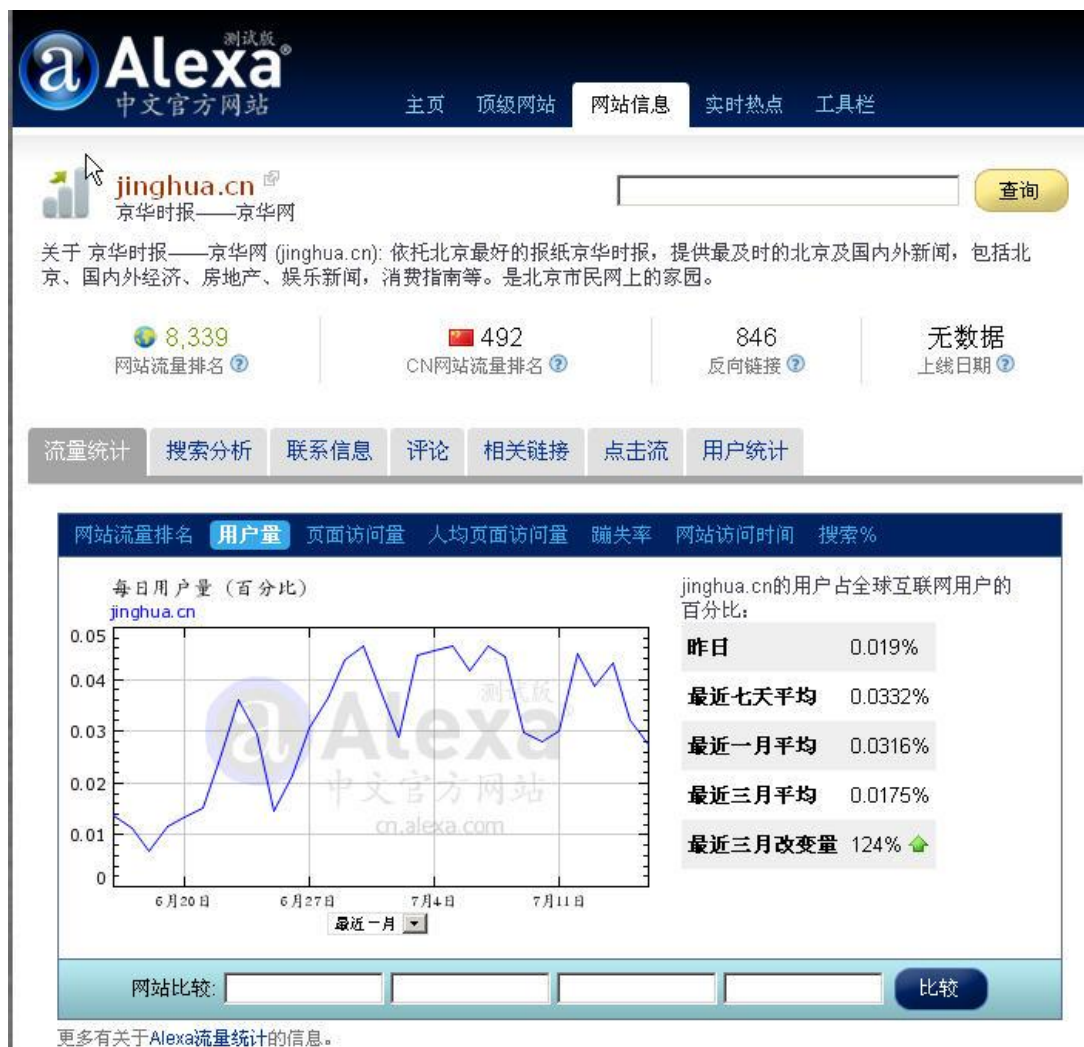 测试版
Alexa®
中文官方网站
主页 顶级网站 网站信息 实时热点 工具栏
jinghua.cn
京华时报——京华网
查询
关于 京华时报——京华网 (jinghua.cn): 依托北京最好的报纸京华时报，提供最及时的北京及国内外新闻，包括北
京、国内外经济、房地产、娱乐新闻，消费指南等。是北京市民网上的家园。
8,339 492 846 无数据
网站流量排名 ? CN网站流量排名 ? 反向链接 ? 上线日期 ?
流量统计 搜索分析 联系信息 评论 相关链接 点击流 用户统计
网站流量排名 用户量 页面访问量 人均页面访问量 蹦失率 网站访问时间 搜索%
每日用户量（百分比）
jinghua.cn
0.05
0.04
0.03
0.02
0.01
0
6月20日 6月27日 7月4日 7月11日
测试版
Alexa
中文官方网站
cn.alexa.com
最近一月
jinghua.cn的用户占全球互联网用户的
百分比：
昨日 0.019%
最近七天平均 0.0332%
最近一月平均 0.0316%
最近三月平均 0.0175%
最近三月改变量 124%
网站比较: 比较
更多有关于Alexa流量统计的信息。